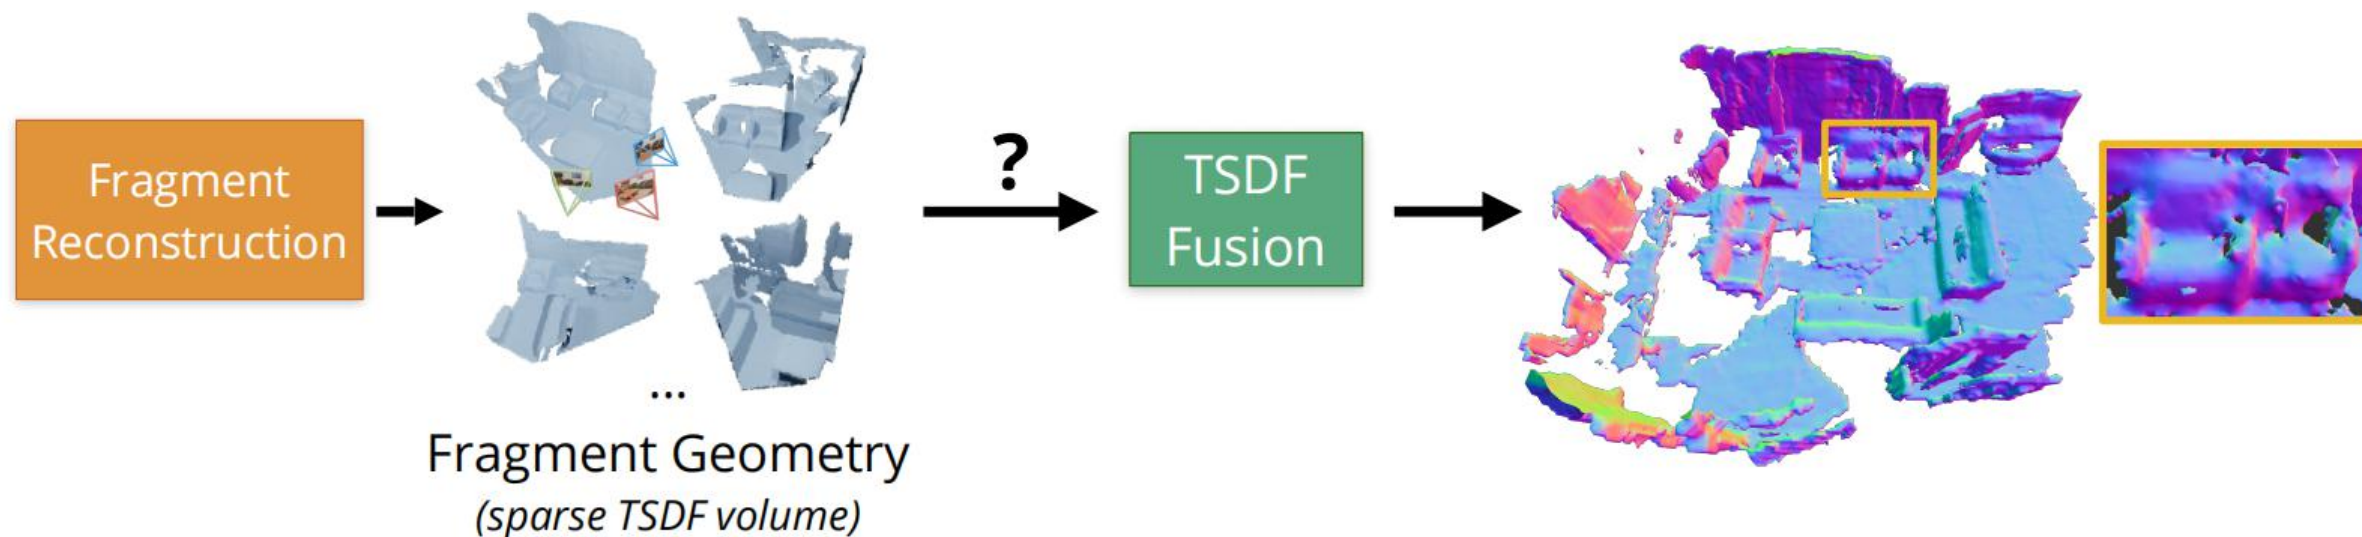 Fragment
Reconstruction
?
TSDF
Fusion
...
Fragment Geometry
(sparse TSDF volume)